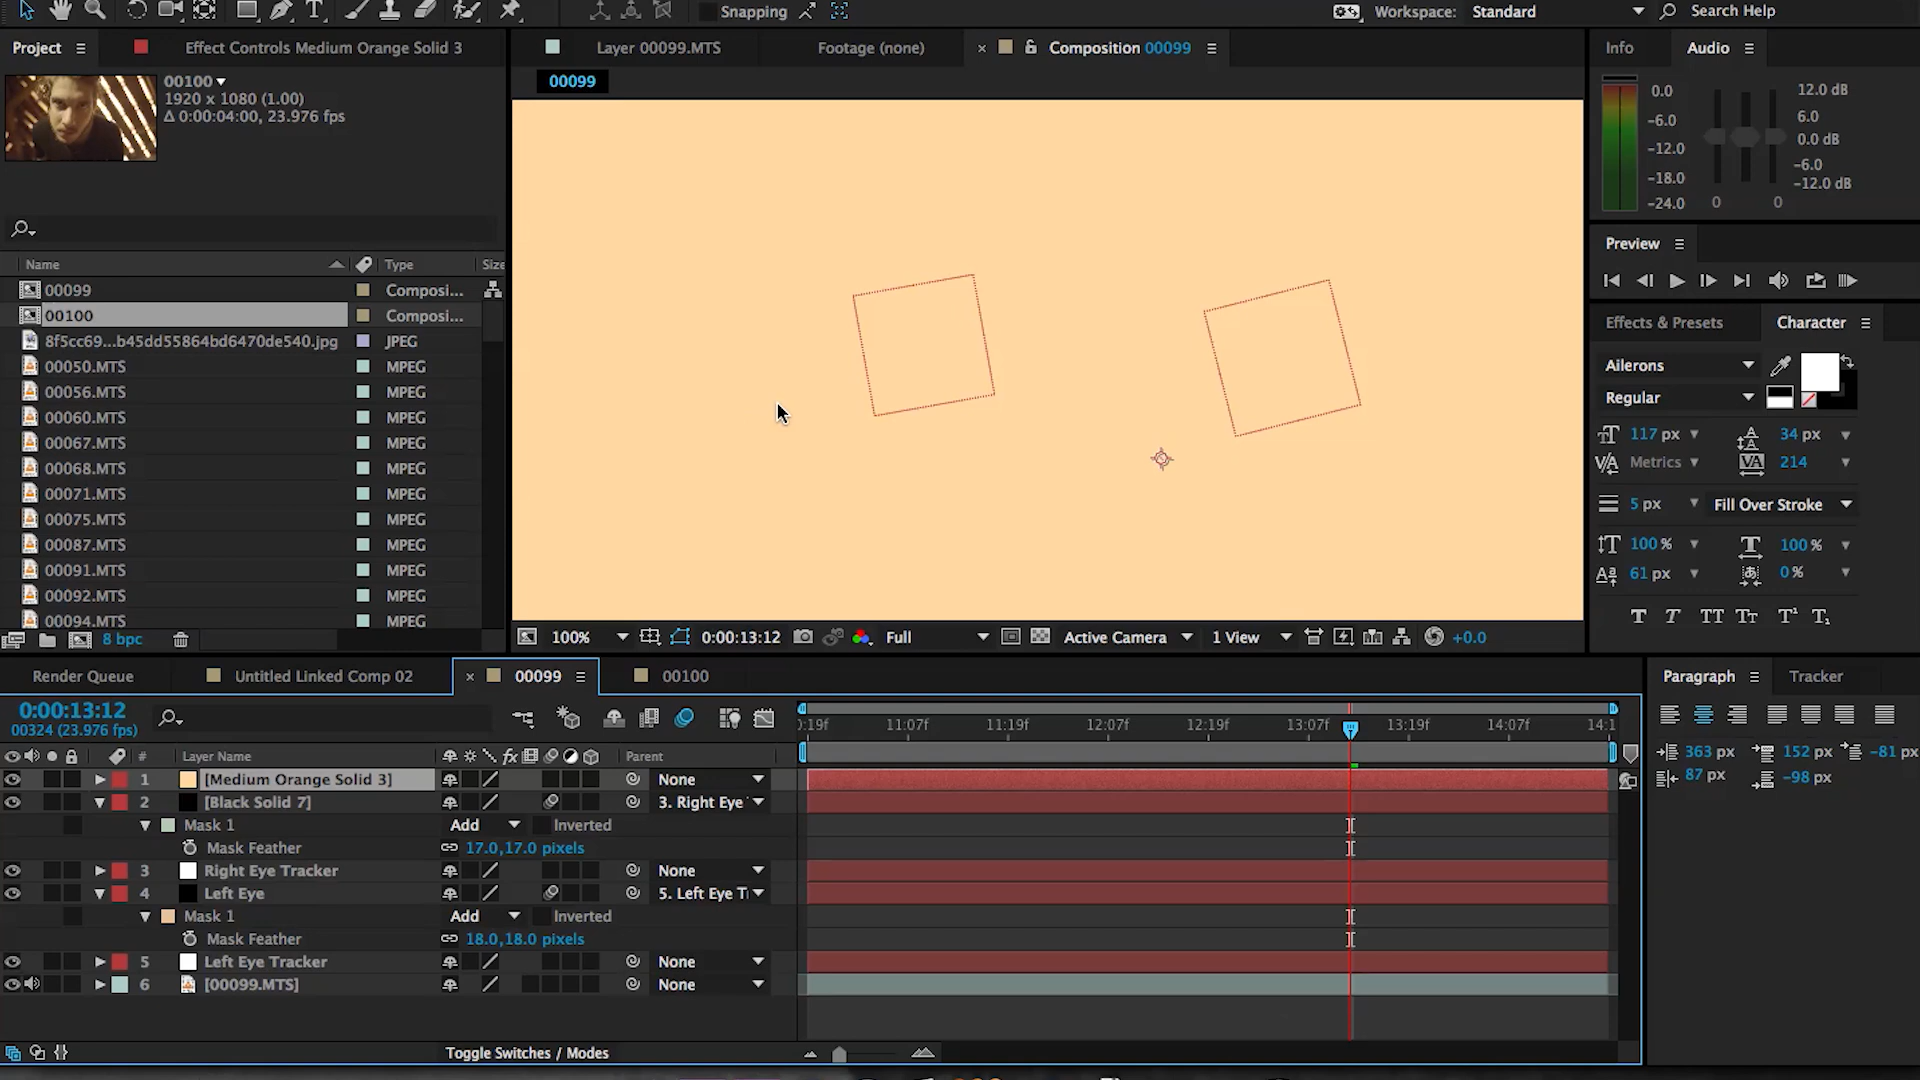 Snapping
Workspace: Standard
Search Help
Project
Effect Controls Medium Orange Solid 3
Layer 00099.MTS
Footage (none)
Composition 00099
Info
Audio
00100
1920 x 1080 (1.00)
Δ 0:00:04:00, 23.976 fps
00099
0.0
-6.0
-12.0
-18.0
-24.0
0
0
12.0 dB
6.0
0.0 dB
-6.0
-12.0 dB
Preview
Name
Type
Size
00099
Composi...
00100
Composi...
8f5cc69...b45dd55864bd6470de540.jpg
JPEG
00050.MTS
MPEG
00056.MTS
MPEG
00060.MTS
MPEG
00067.MTS
MPEG
00068.MTS
MPEG
00071.MTS
MPEG
00075.MTS
MPEG
00087.MTS
MPEG
00091.MTS
MPEG
00092.MTS
MPEG
00094.MTS
MPEG
8 bpc
100%
0:00:13:12
Full
Active Camera
1 View
+0.0
Effects & Presets
Character
Ailerons
Regular
117 px
34 px
Metrics
214
5 px
Fill Over Stroke
100 %
100 %
61 px
0 %
Render Queue
Untitled Linked Comp 02
00099
00100
Paragraph
Tracker
0:00:13:12
00324 (23.976 fps)
):19f
11:07f
11:19f
12:07f
12:19f
13:07f
13:19f
14:07f
14:1
363 px
152 px
-81 px
87 px
-98 px
#
Layer Name
Parent
1
[Medium Orange Solid 3]
None
2
[Black Solid 7]
3. Right Eye
Mask 1
Add
Inverted
Mask Feather
17.0,17.0 pixels
3
Right Eye Tracker
None
4
Left Eye
5. Left Eye T
Mask 1
Add
Inverted
Mask Feather
18.0,18.0 pixels
5
Left Eye Tracker
None
6
[00099.MTS]
None
Toggle Switches / Modes